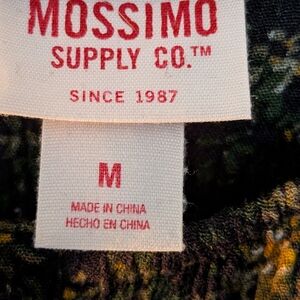 MOSSIMO
SUPPLY CO.™
SINCE 1987
M
MADE IN CHINA
HECHO EN CHINA